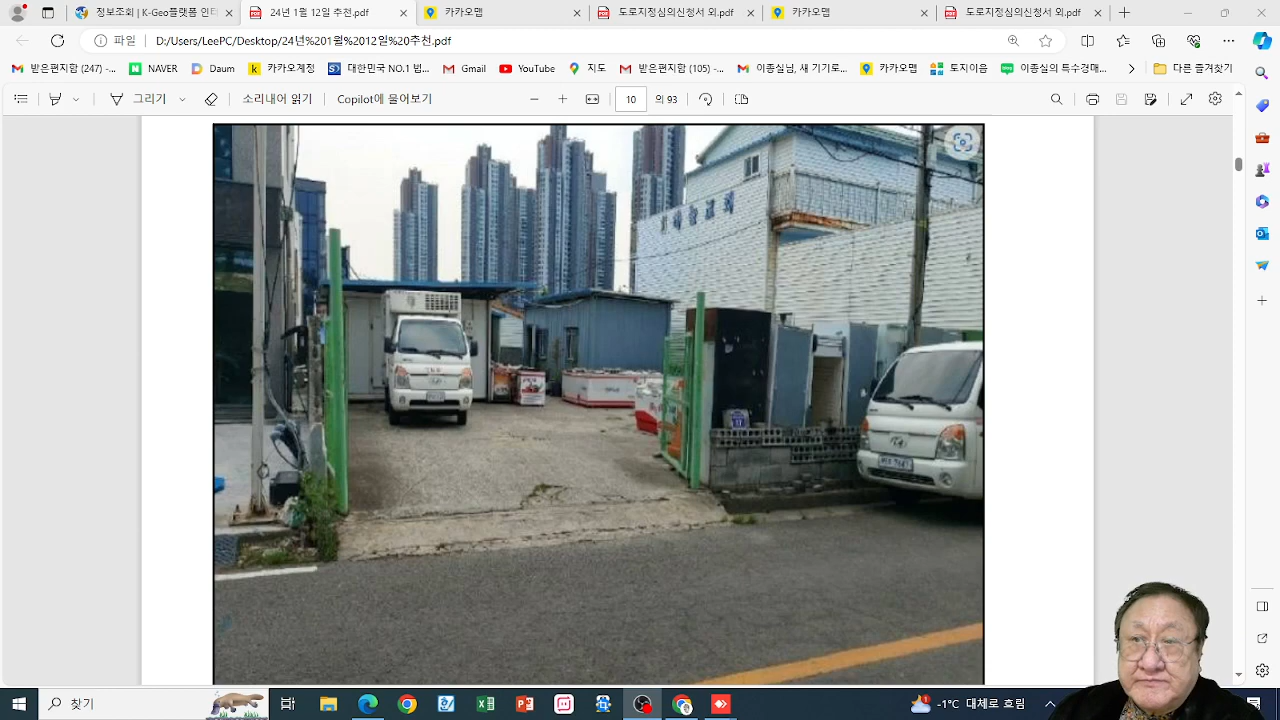 정보조회 | K-Geo플랫폼 인터
24년 1월 12일 추천.pdf
카카오맵
도로지정심의신청서 외.pdf
카카오맵
도로지정심의신청서 외.pdf
파일
D:/Users/LeePC/Desktop/24년%201월%2012일%20추천.pdf
받은편지함 (247) -...
NAVER
Daum
카카오계정
대한민국 NO.1 법...
Gmail
YouTube
지도
받은편지함 (105) -...
이종실님, 새 기기로...
카카오맵
토지이음
이종실의 특수경매...
다른 즐겨찾기
그리기
소리내어 읽기
Copilot에 물어보기
10
의 93
찾기
-1°C 대체로 흐림